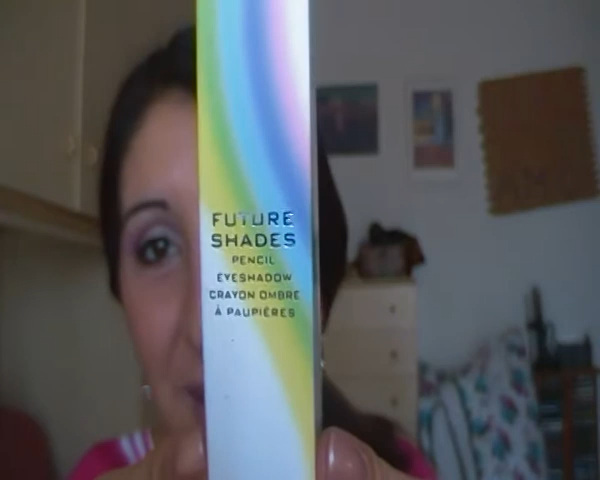 FUTURE
SHADES
PENCIL
EYESHADOW
CRAYON OMBRE
À PAUPIÈRES